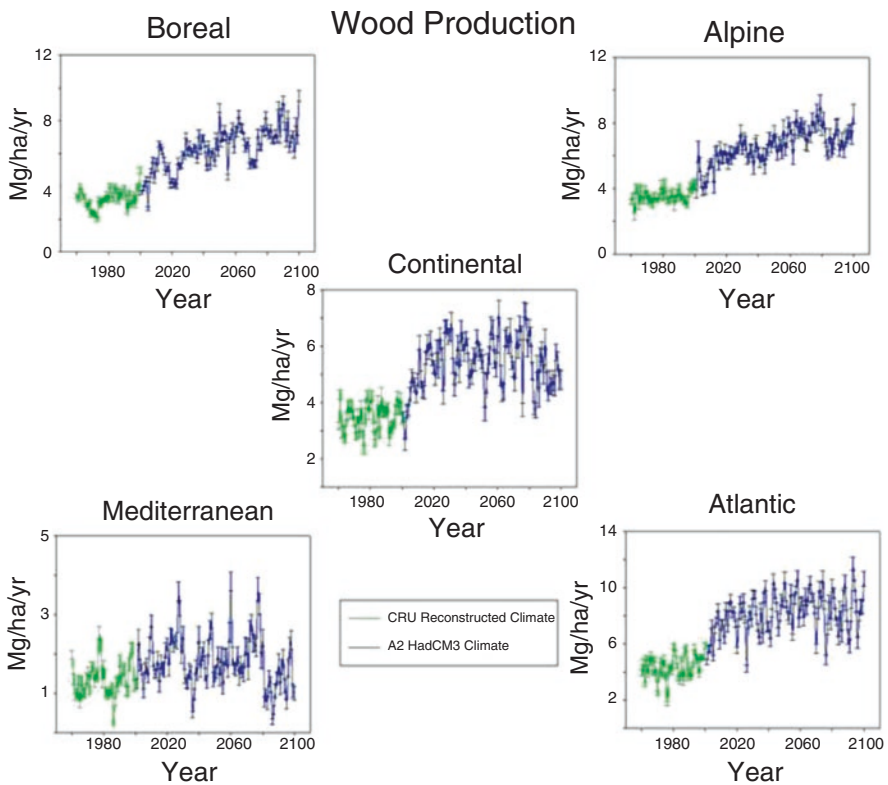 Wood Production
Boreal
Mg/ha/yr
12
8
4
0
1980 2020 2060 2100
Year
Alpine
Mg/ha/yr
12
8
4
0
1980 2020 2060 2100
Year
Continental
Mg/ha/yr
8
6
4
2
1980 2020 2060 2100
Year
Mediterranean
Mg/ha/yr
5
3
1
1980 2020 2060 2100
Year
CRU Reconstructed Climate
A2 HadCM3 Climate
Atlantic
Mg/ha/yr
14
10
6
2
1980 2020 2060 2100
Year